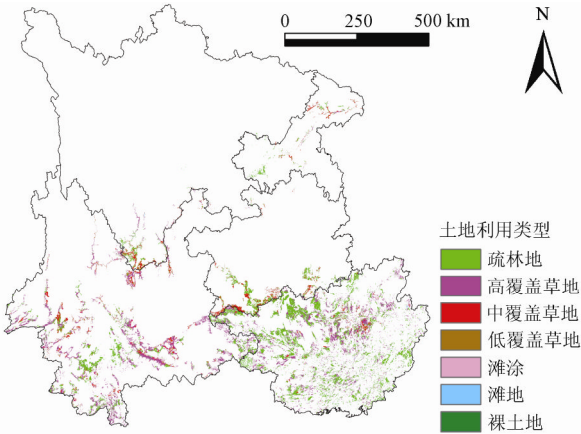 0 250 500 km
N
土地利用类型
疏林地
高覆盖草地
中覆盖草地
低覆盖草地
滩涂
滩地
裸土地